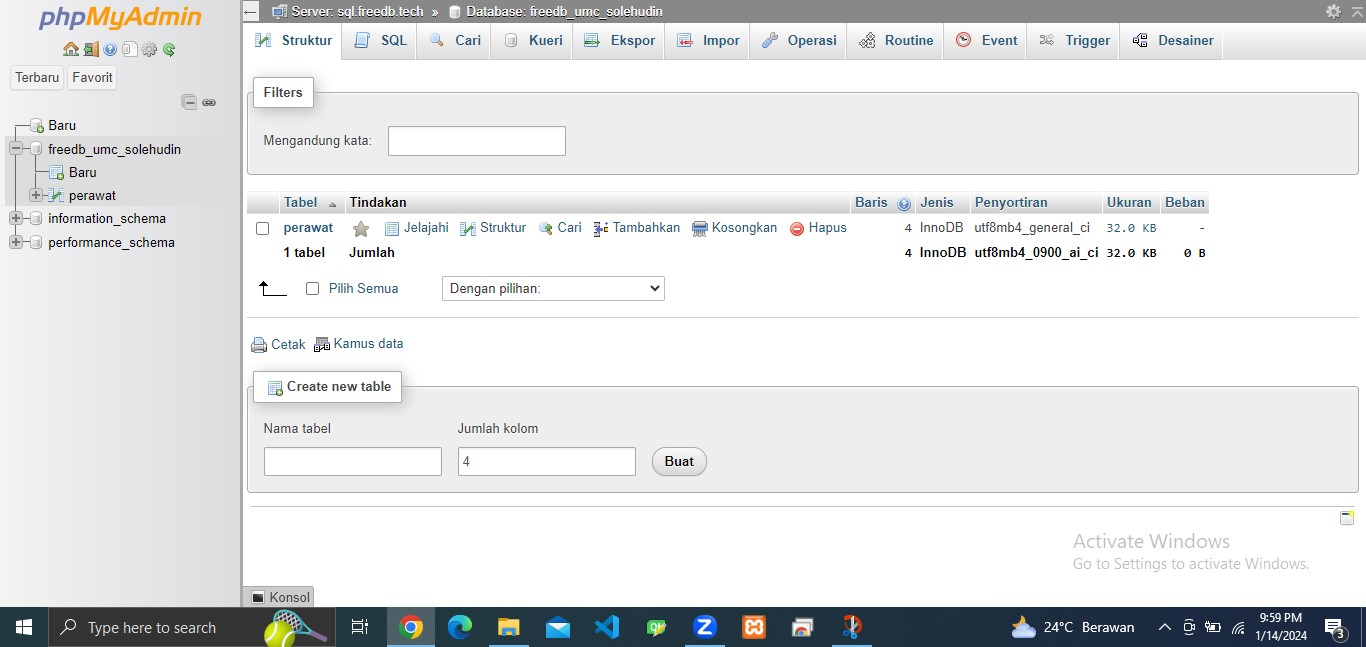 phpMyAdmin
Terbaru Favorit
Baru
freedb_umc_solehudin
Baru
perawat
information_schema
performance_schema
Server: sql.freedb.tech » Database: freedb_umc_solehudin
Struktur SQL Cari Kueri Ekspor Impor Operasi Routine Event Trigger Desainer
Filters
Mengandung kata:
Tabel Tindakan Baris Jenis Penyortiran Ukuran Beban
perawat Jelajahi Struktur Cari Tambahkan Kosongkan Hapus 4 InnoDB utf8mb4_general_ci 32.0 KB -
1 tabel Jumlah 4 InnoDB utf8mb4_0900_ai_ci 32.0 KB 0 B
Pilih Semua Dengan pilihan:
Cetak Kamus data
Create new table
Nama tabel Jumlah kolom
4 Buat
Activate Windows
Go to Settings to activate Windows.
Konsol
Type here to search
24°C Berawan
9:59 PM
1/14/2024
3